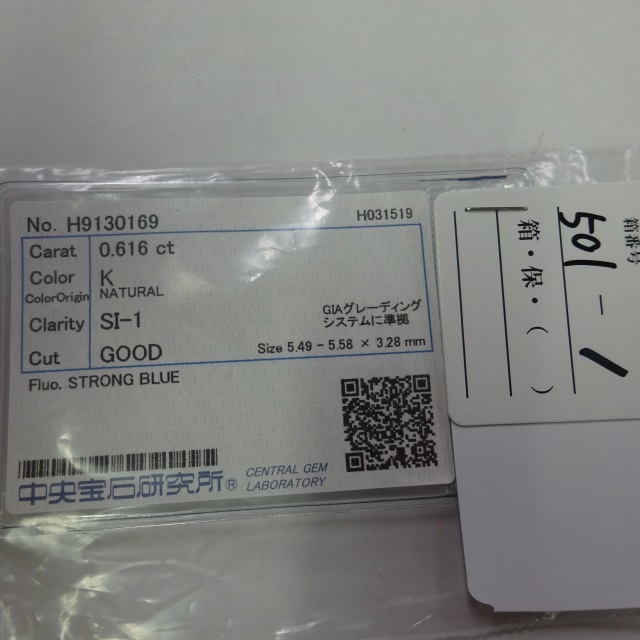 No. H9130169
H031519
Carat 0.616 ct
Color K
ColorOrigin NATURAL
Clarity SI-1
GIAグレーディング
システムに準拠
Cut GOOD
Size 5.49 - 5.58 × 3.28 mm
Fluo. STRONG BLUE
中央宝石研究所®
CENTRAL GEM
LABORATORY
箱番号
501-1
箱・保・( )